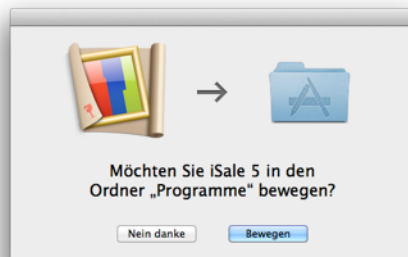 Möchten Sie iSale 5 in den
Ordner „Programme“ bewegen?
Nein danke
Bewegen